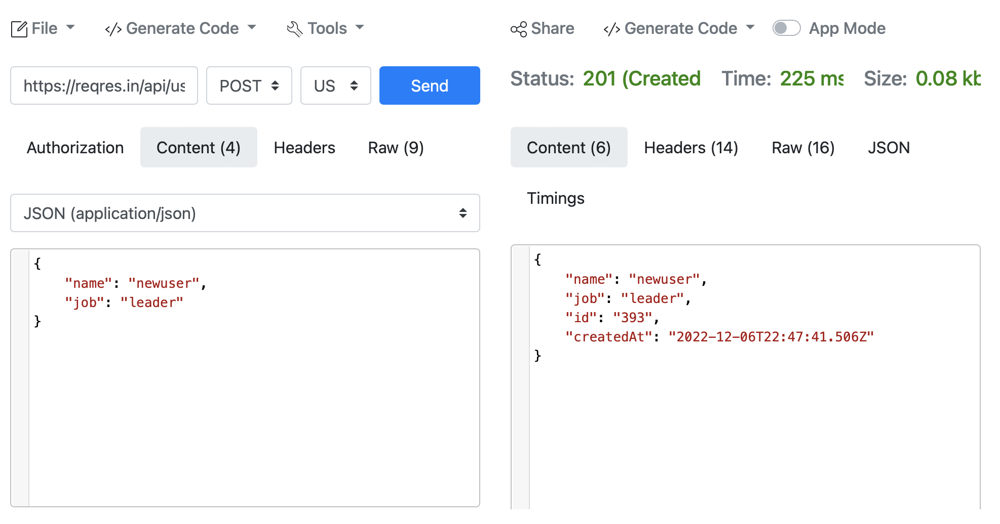 File
</> Generate Code
Tools
https://reqres.in/api/us
POST
US
Send
Authorization
Content (4)
Headers
Raw (9)
JSON (application/json)
{
    "name": "newuser",
    "job": "leader"
}
Share
</> Generate Code
App Mode
Status: 201 (Created
Time: 225 ms
Size: 0.08 kb
Content (6)
Headers (14)
Raw (16)
JSON
Timings
{
    "name": "newuser",
    "job": "leader",
    "id": "393",
    "createdAt": "2022-12-06T22:47:41.506Z"
}